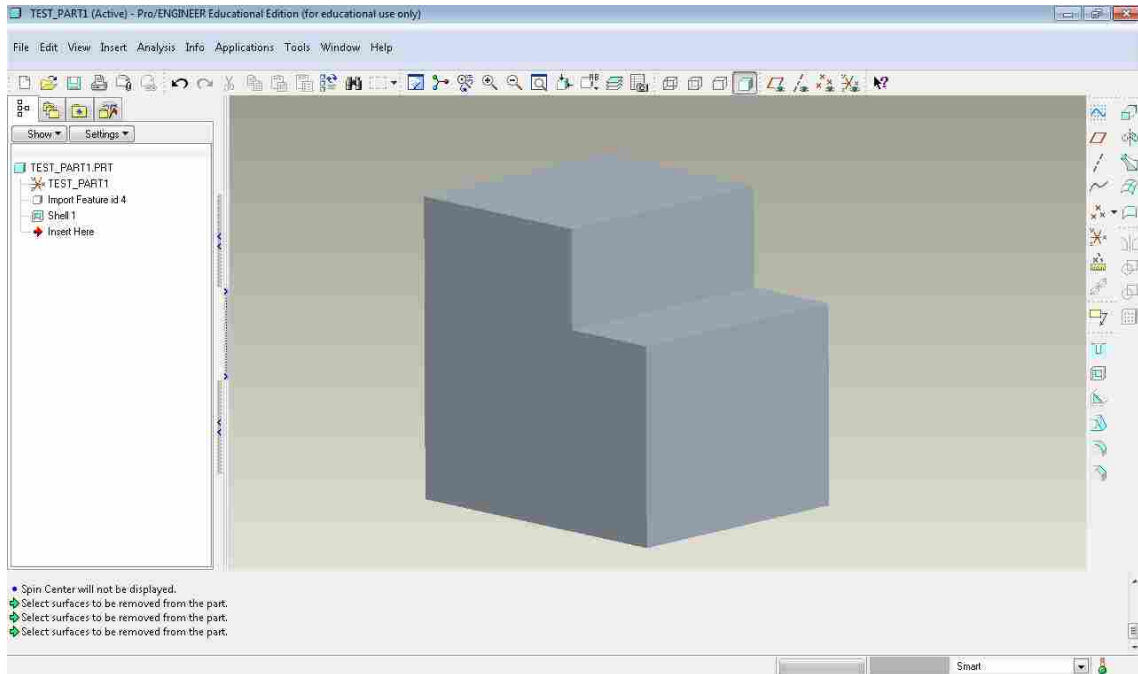 TEST_PART1 (Active) - Pro/ENGINEER Educational Edition (for educational use only)
File Edit View Insert Analysis Info Applications Tools Window Help
Show Settings
TEST_PART1.PRT
TEST_PART1
Import Feature id 4
Shell 1
Insert Here
Spin Center will not be displayed.
Select surfaces to be removed from the part.
Select surfaces to be removed from the part.
Select surfaces to be removed from the part.
Smart